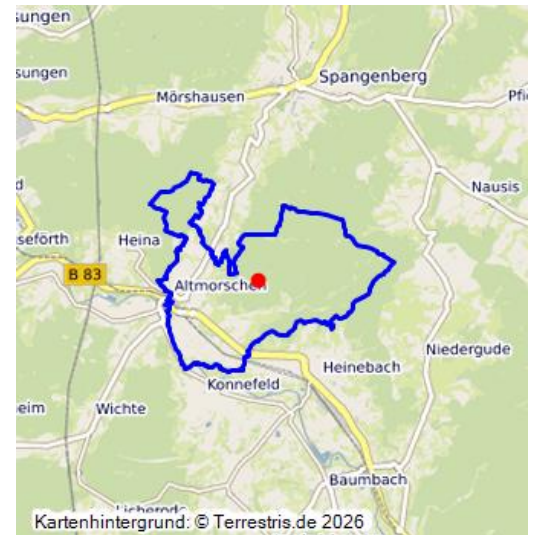 sungen
sungen
Spangenberg
Mörshausen
Pfi
d
Nausis
seförth
Heina
B 83
Altmorschen
Niedergude
Heinebach
Konnefeld
eim
Wichte
Baumbach
Licherode
Kartenhintergrund: © Terrestris.de 2026